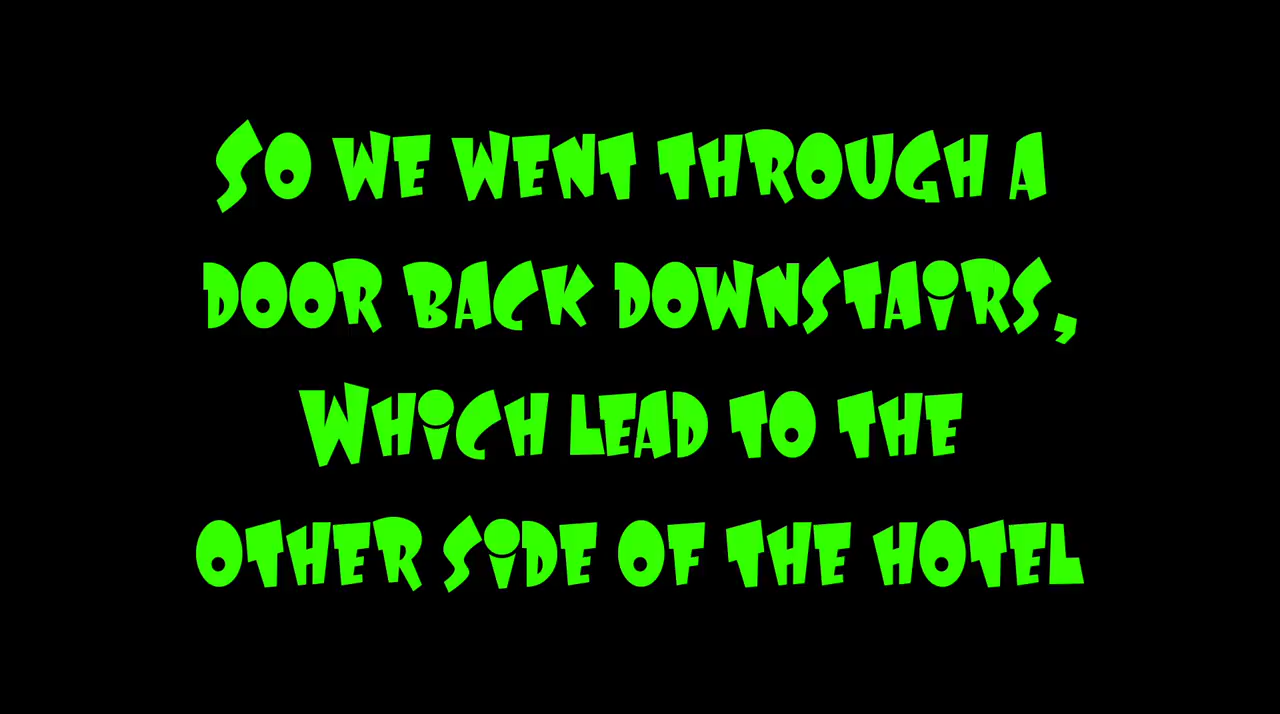 So we went through a
door back downstairs,
Which lead to the
other side of the hotel